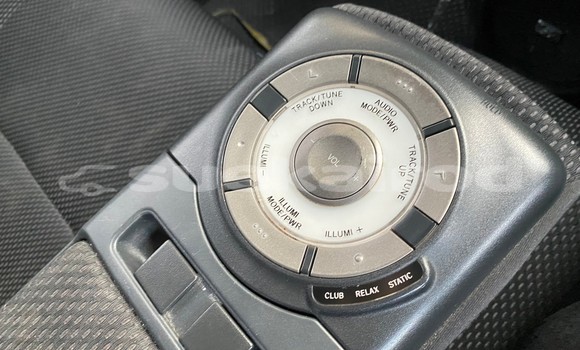 TRACK/TUNE
DOWN
AUDIO
MODE/PWR
TRACK/TUNE
UP
VOL
ILLUMI -
ILLUMI
MODE/PWR
ILLUMI +
CLUB RELAX STATIC